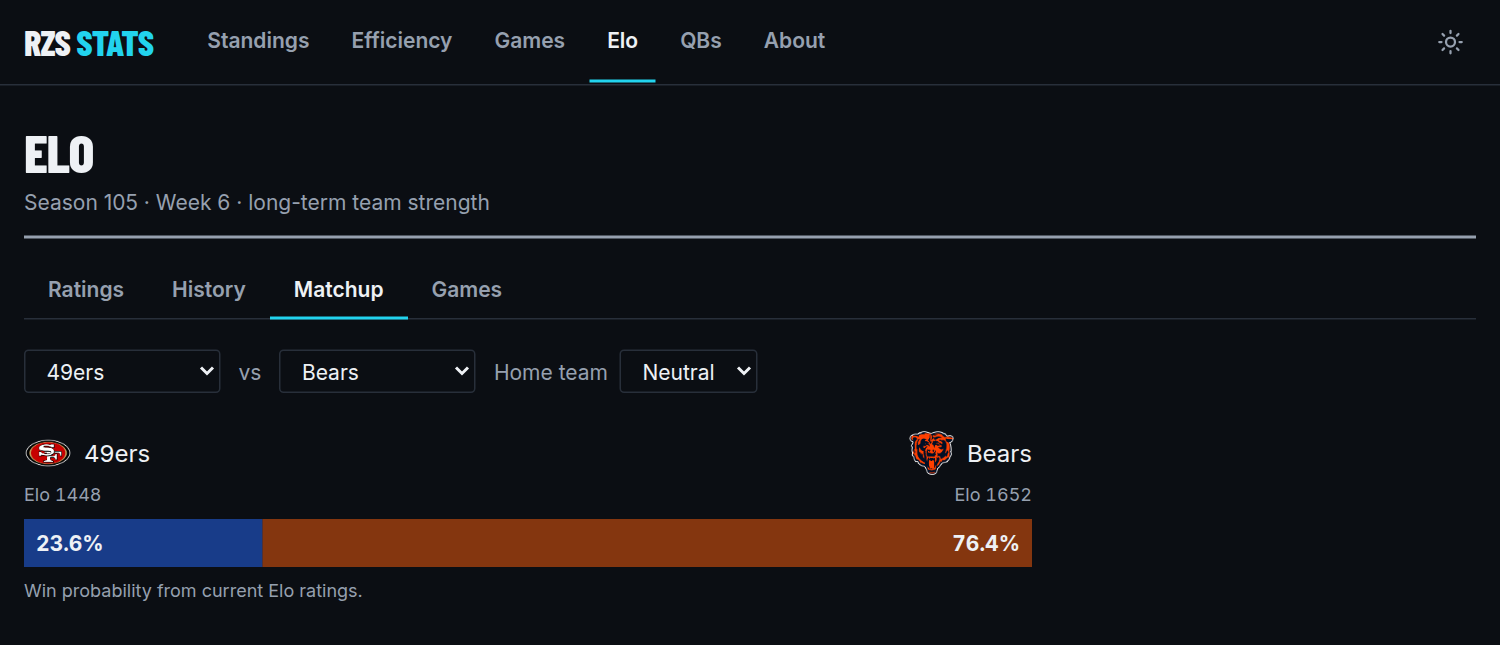 RZS STATS Standings Efficiency Games Elo QBs About
ELO
Season 105 · Week 6 · long-term team strength
Ratings History Matchup Games
49ers vs Bears Home team Neutral
SF 49ers Bears
Elo 1448 Elo 1652
23.6% 76.4%
Win probability from current Elo ratings.